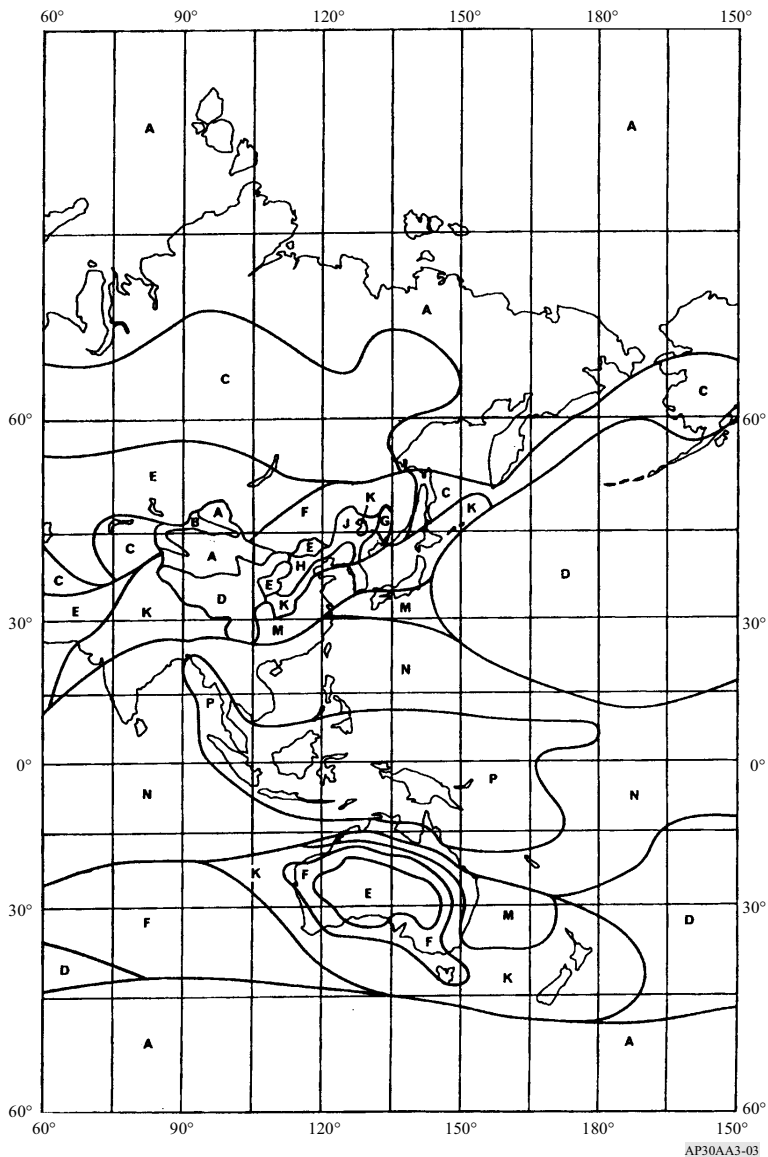 60° 90° 120° 150° 180° 150°
A A
A
C C
60° 60°
E
K C
A F K
B J G
C E
A H
C E D
D
E K K M
30° M 30°
N
P
0° P 0°
N N
K F
E
30° M 30°
F D
F
D K
A A
60° 60°
60° 90° 120° 150° 180° 150°
AP30AA3-03